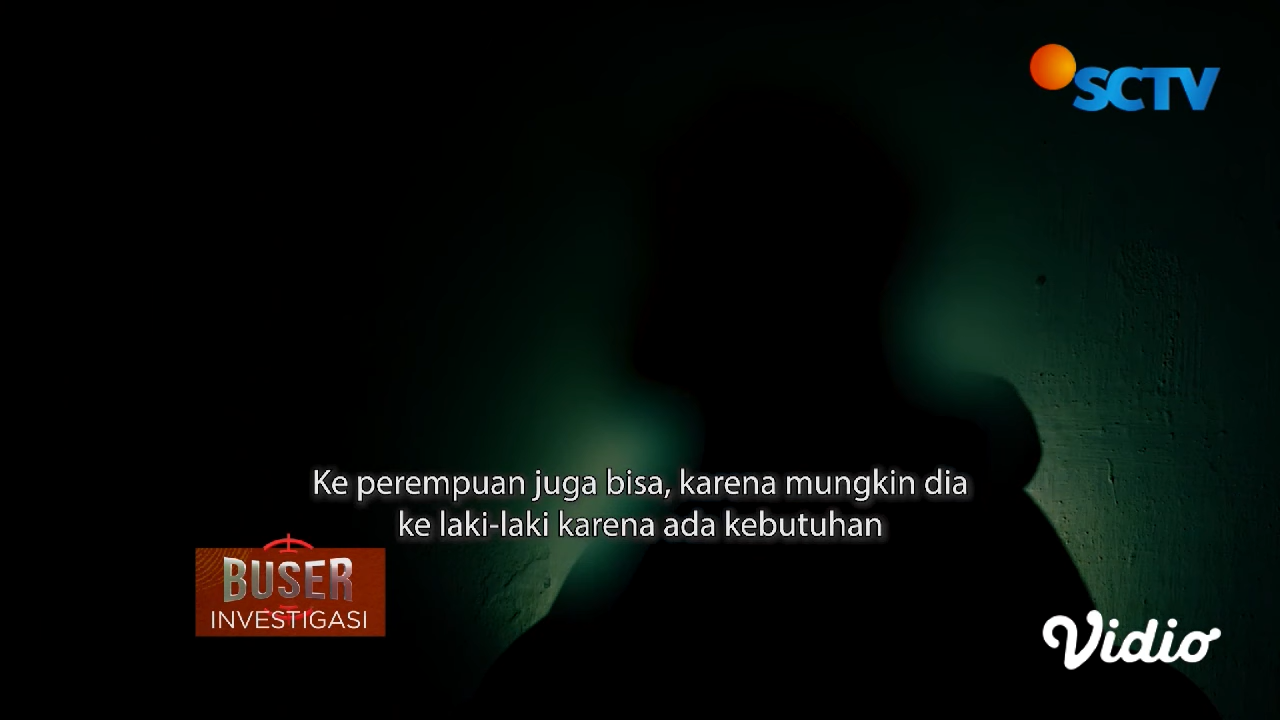 SCTV
Ke perempuan juga bisa, karena mungkin dia
ke laki-laki karena ada kebutuhan
BUSER
INVESTIGASI
Vidio